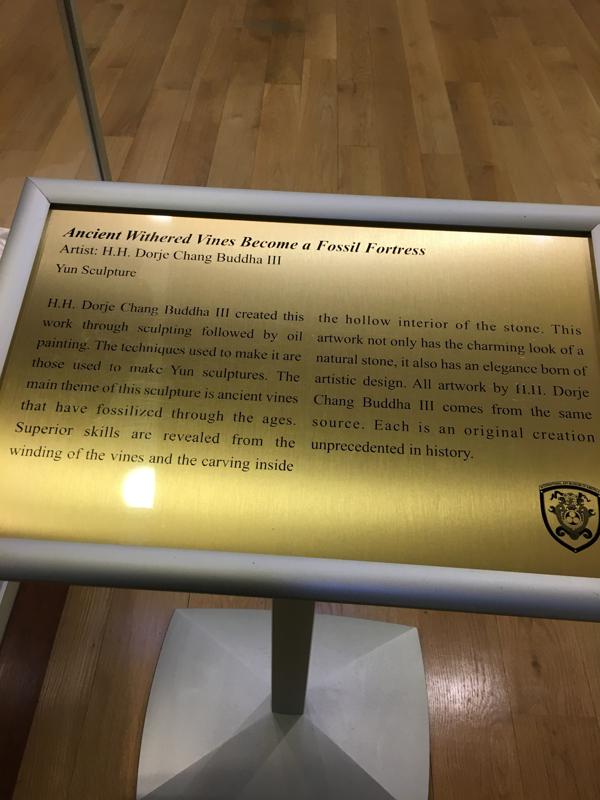 Ancient Withered Vines Become a Fossil Fortress
Artist: H.H. Dorje Chang Buddha III
Yun Sculpture
H.H. Dorje Chang Buddha III created this
work through sculpting followed by oil
painting. The techniques used to make it are
those used to make Yun sculptures. The
main theme of this sculpture is ancient vines
that have fossilized through the ages.
Superior skills are revealed from the
winding of the vines and the carving inside
the hollow interior of the stone. This
artwork not only has the charming look of a
natural stone, it also has an elegance born of
artistic design. All artwork by H.H. Dorje
Chang Buddha III comes from the same
source. Each is an original creation
unprecedented in history.